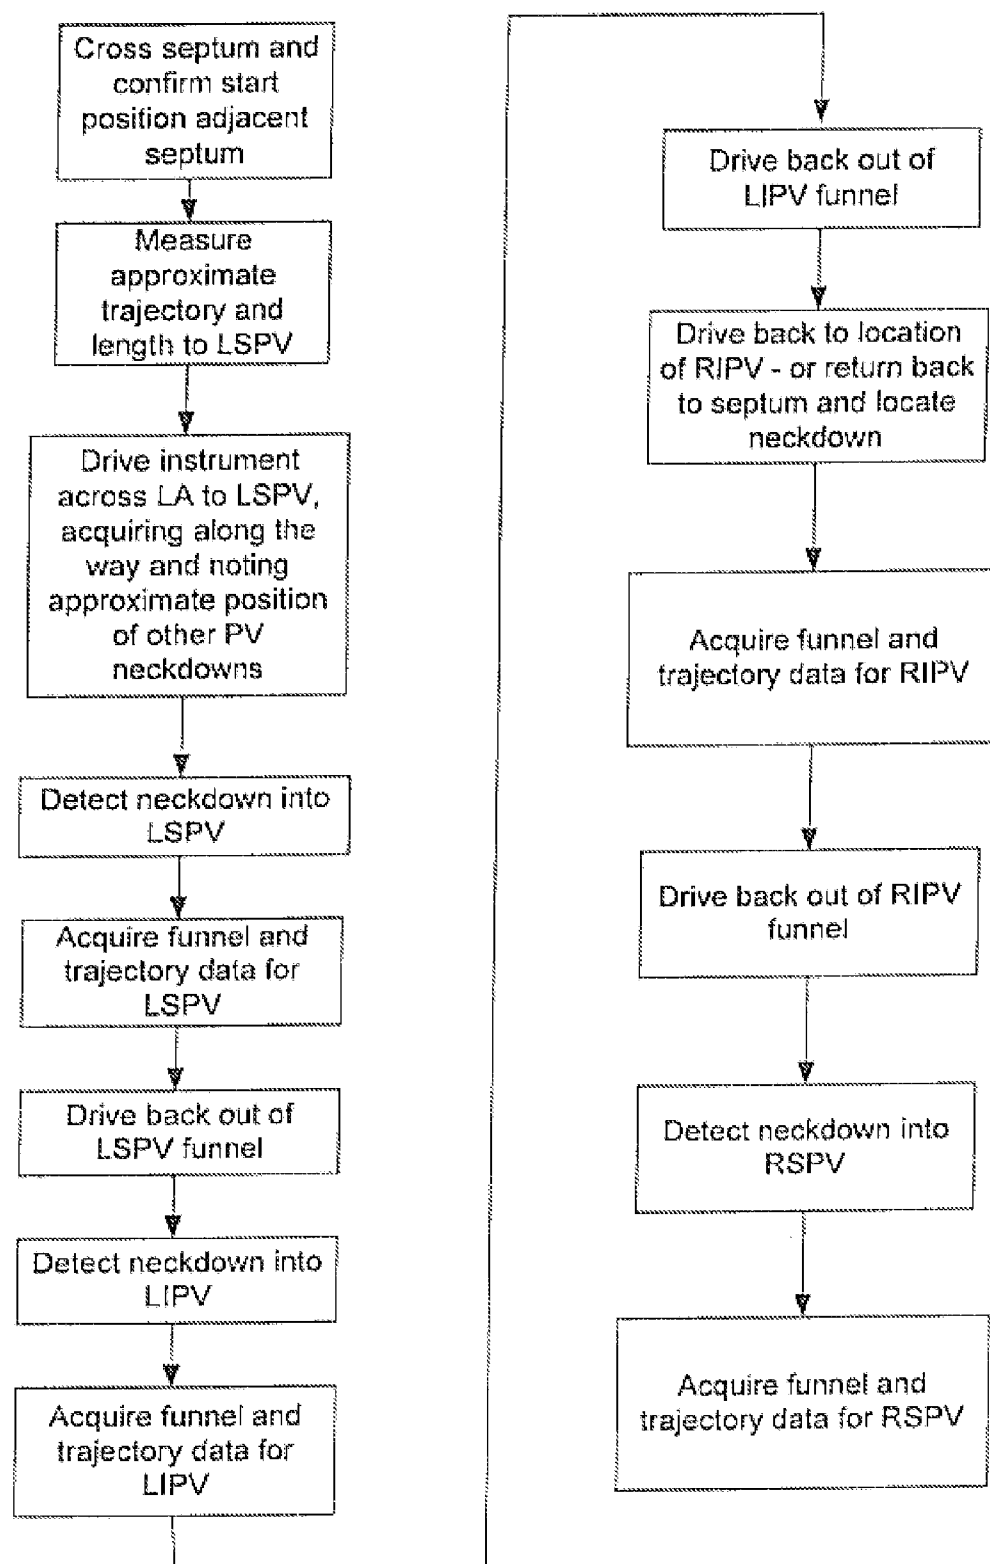 Cross septum and
confirm start
position adjacent
septum
Measure
approximate
trajectory and
length to LSPV
Drive instrument
across LA to LSPV,
acquiring along the
way and noting
approximate position
of other PV
neckdowns
Detect neckdown into
LSPV
Acquire funnel and
trajectory data for
LSPV
Drive back out of
LSPV funnel
Detect neckdown into
LIPV
Acquire funnel and
trajectory data for
LIPV
Drive back out of
LIPV funnel
Drive back to location
of RIPV - or return back
to septum and locate
neckdown
Acquire funnel and
trajectory data for RIPV
Drive back out of RIPV
funnel
Detect neckdown into
RSPV
Acquire funnel and
trajectory data for RSPV